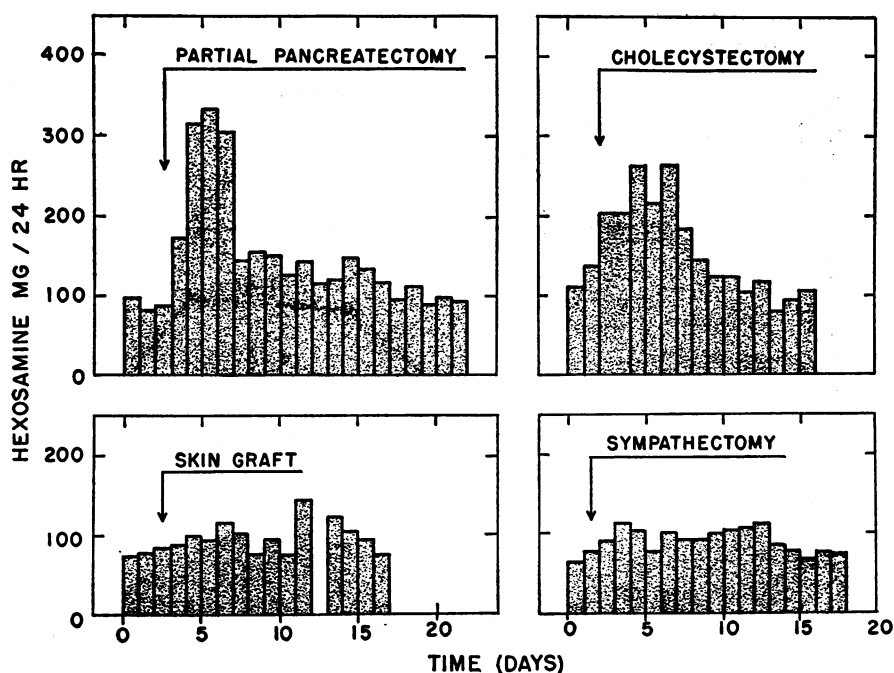 HEXOSAMINE MG / 24 HR
400
300
200
100
0
PARTIAL PANCREATECTOMY
CHOLECYSTECTOMY
200
100
0
SKIN GRAFT
SYMPATHECTOMY
0 5 10 15 20
0 5 10 15 20
TIME (DAYS)